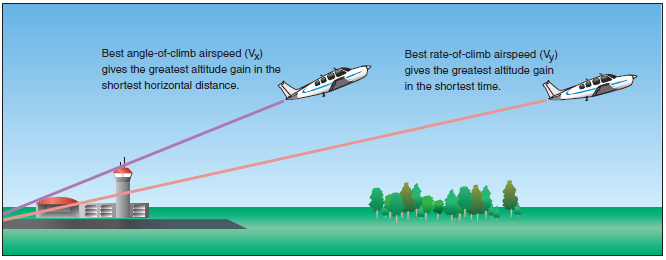 Best angle-of-climb airspeed (Vx)
gives the greatest altitude gain in the
shortest horizontal distance.
Best rate-of-climb airspeed (Vy)
gives the greatest altitude gain
in the shortest time.